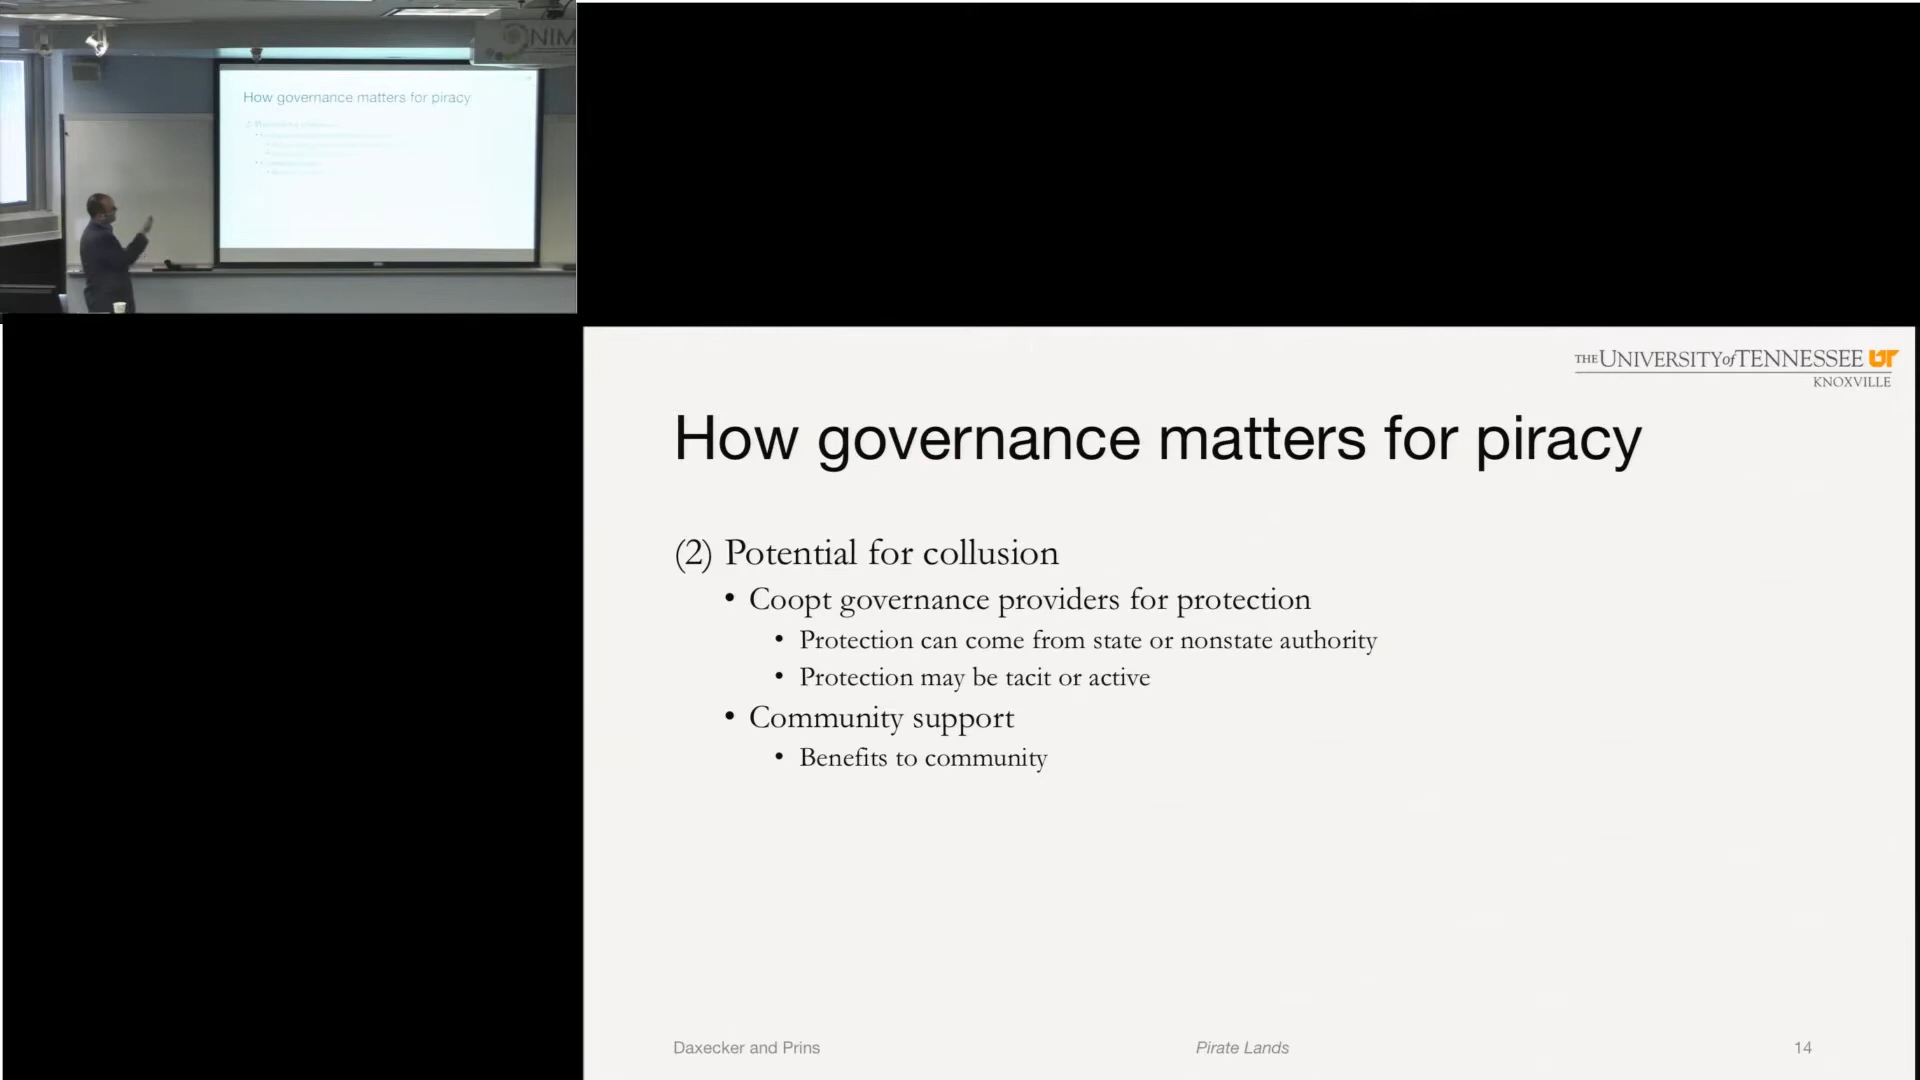 NIM
How governance matters for piracy
THE UNIVERSITY of TENNESSEE UT
KNOXVILLE
How governance matters for piracy
(2) Potential for collusion
• Coopt governance providers for protection
• Protection can come from state or nonstate authority
• Protection may be tacit or active
• Community support
• Benefits to community
Daxecker and Prins
Pirate Lands
14